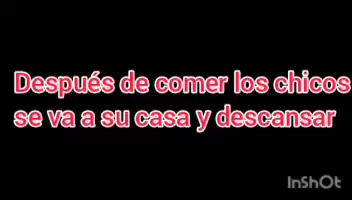 Después de comer los chicos
se va a su casa y descansar
InShOt